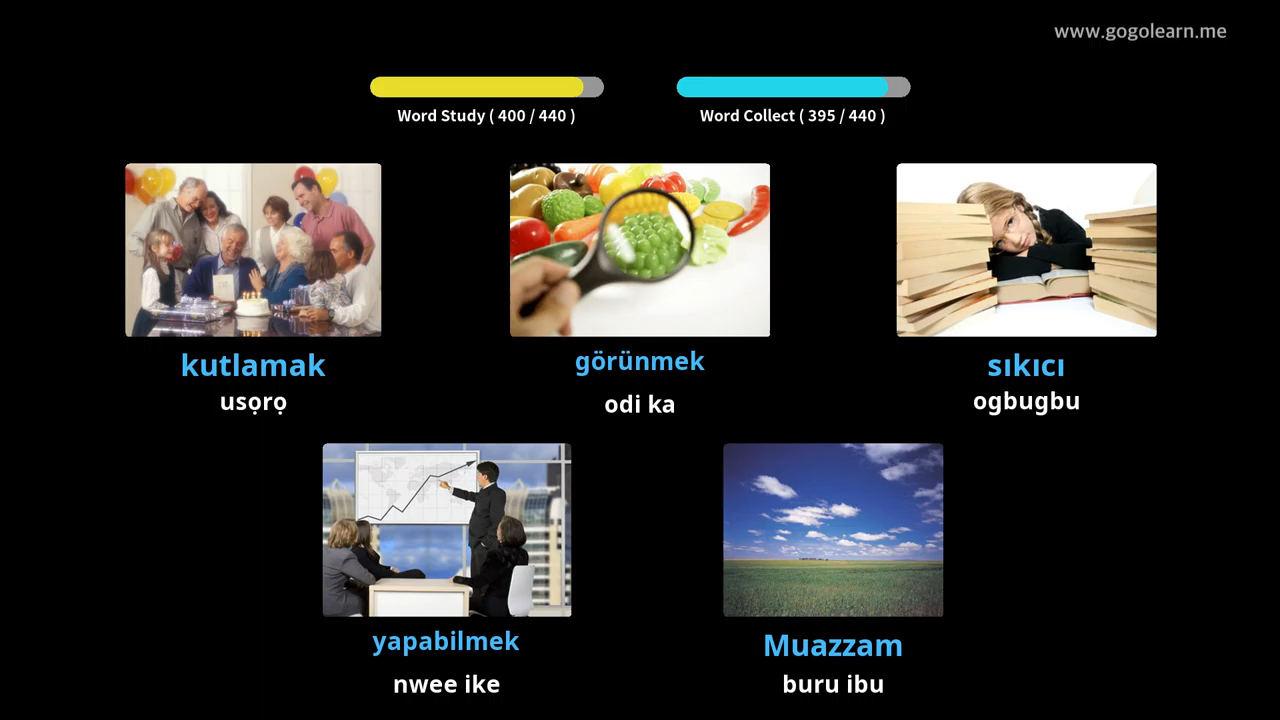 www.gogolearn.me
Word Study ( 400 / 440 )
Word Collect ( 395 / 440 )
kutlamak
usọrọ
görünmek
odi ka
sıkıcı
ogbugbu
yapabilmek
nwee ike
Muazzam
buru ibu